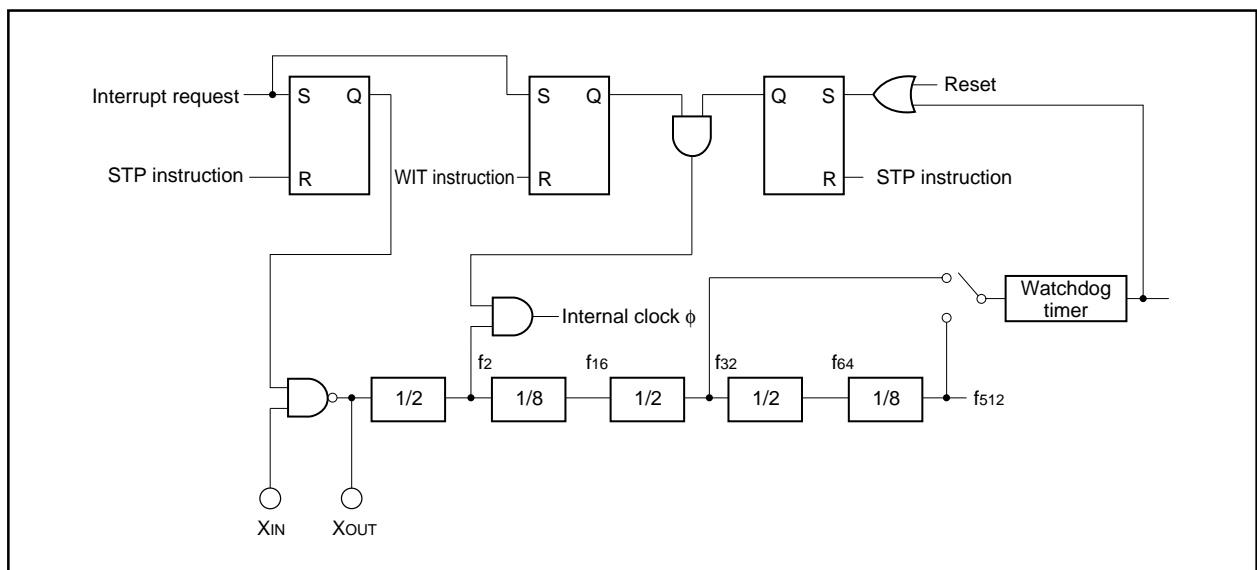 Interrupt request
S Q
S Q
Q S
Reset
STP instruction
R
WIT instruction
R
R
STP instruction
Internal clock ϕ
Watchdog
timer
f2
f16
f32
f64
1/2
1/8
1/2
1/2
1/8
f512
XIN
XOUT